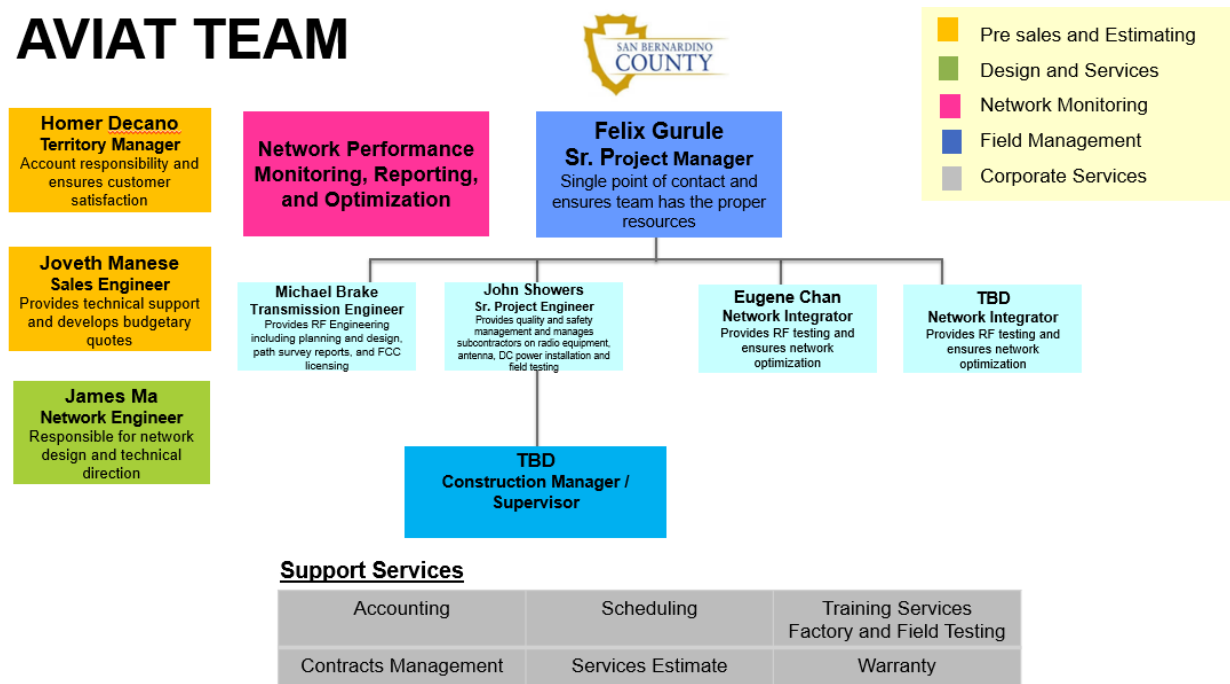 AVIAT TEAM
SAN BERNARDINO
COUNTY
Pre sales and Estimating
Design and Services
Network Monitoring
Field Management
Corporate Services
Homer Decano
Territory Manager
Account responsibility and
ensures customer
satisfaction
Network Performance
Monitoring, Reporting,
and Optimization
Felix Gurule
Sr. Project Manager
Single point of contact and
ensures team has the proper
resources
Joveth Manese
Sales Engineer
Provides technical support
and develops budgetary
quotes
Michael Brake
Transmission Engineer
Provides RF Engineering
including planning and design,
path survey reports, and FCC
licensing
John Showers
Sr. Project Engineer
Provides quality and safety
management and manages
subcontractors on radio equipment,
antenna, DC power installation and
field testing
Eugene Chan
Network Integrator
Provides RF testing and
ensures network
optimization
TBD
Network Integrator
Provides RF testing and
ensures network
optimization
James Ma
Network Engineer
Responsible for network
design and technical
direction
TBD
Construction Manager /
Supervisor
Support Services
Accounting
Scheduling
Training Services
Factory and Field Testing
Contracts Management
Services Estimate
Warranty